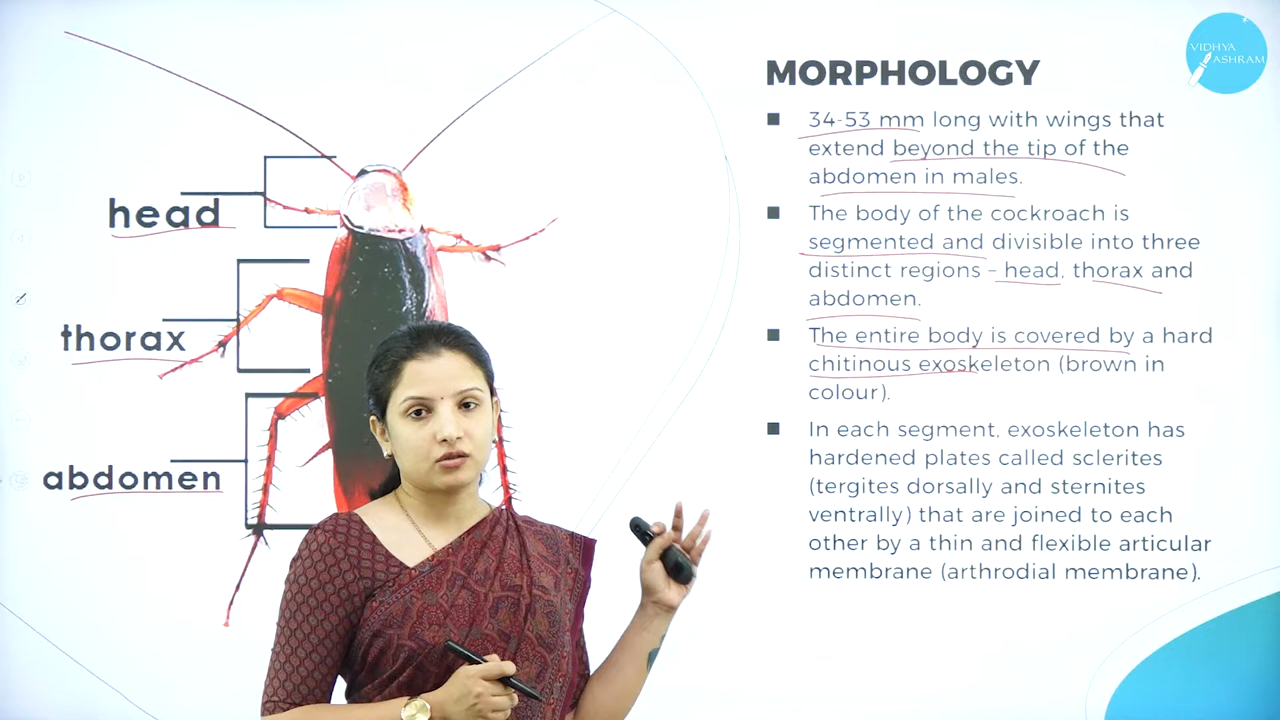 VIDHYA
ASHRAM
MORPHOLOGY
34-53 mm long with wings that
extend beyond the tip of the
abdomen in males.
The body of the cockroach is
segmented and divisible into three
distinct regions – head, thorax and
abdomen.
The entire body is covered by a hard
chitinous exoskeleton (brown in
colour).
In each segment, exoskeleton has
hardened plates called sclerites
(tergites dorsally and sternites
ventrally) that are joined to each
other by a thin and flexible articular
membrane (arthrodial membrane).
head
thorax
abdomen